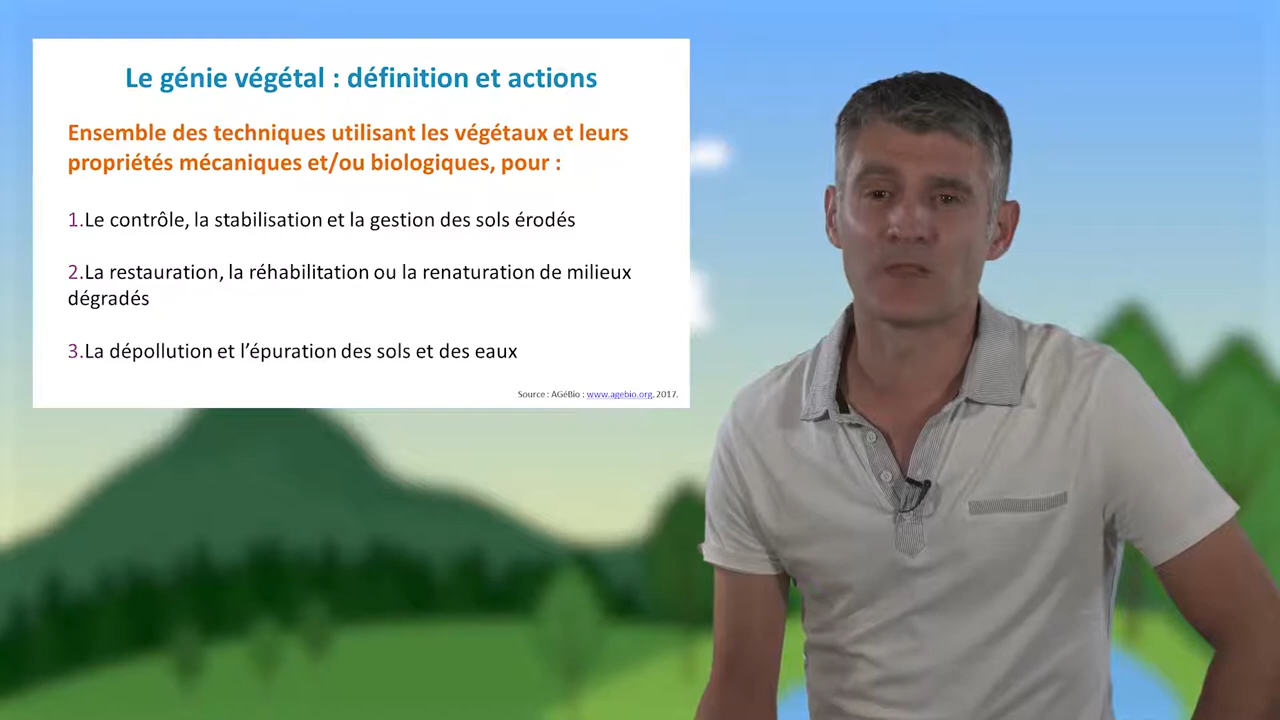 Le génie végétal : définition et actions
Ensemble des techniques utilisant les végétaux et leurs
propriétés mécaniques et/ou biologiques, pour :
1.Le contrôle, la stabilisation et la gestion des sols érodés
2.La restauration, la réhabilitation ou la renaturation de milieux
dégradés
3.La dépollution et l’épuration des sols et des eaux
Source : AGéBio : www.agebio.org, 2017.